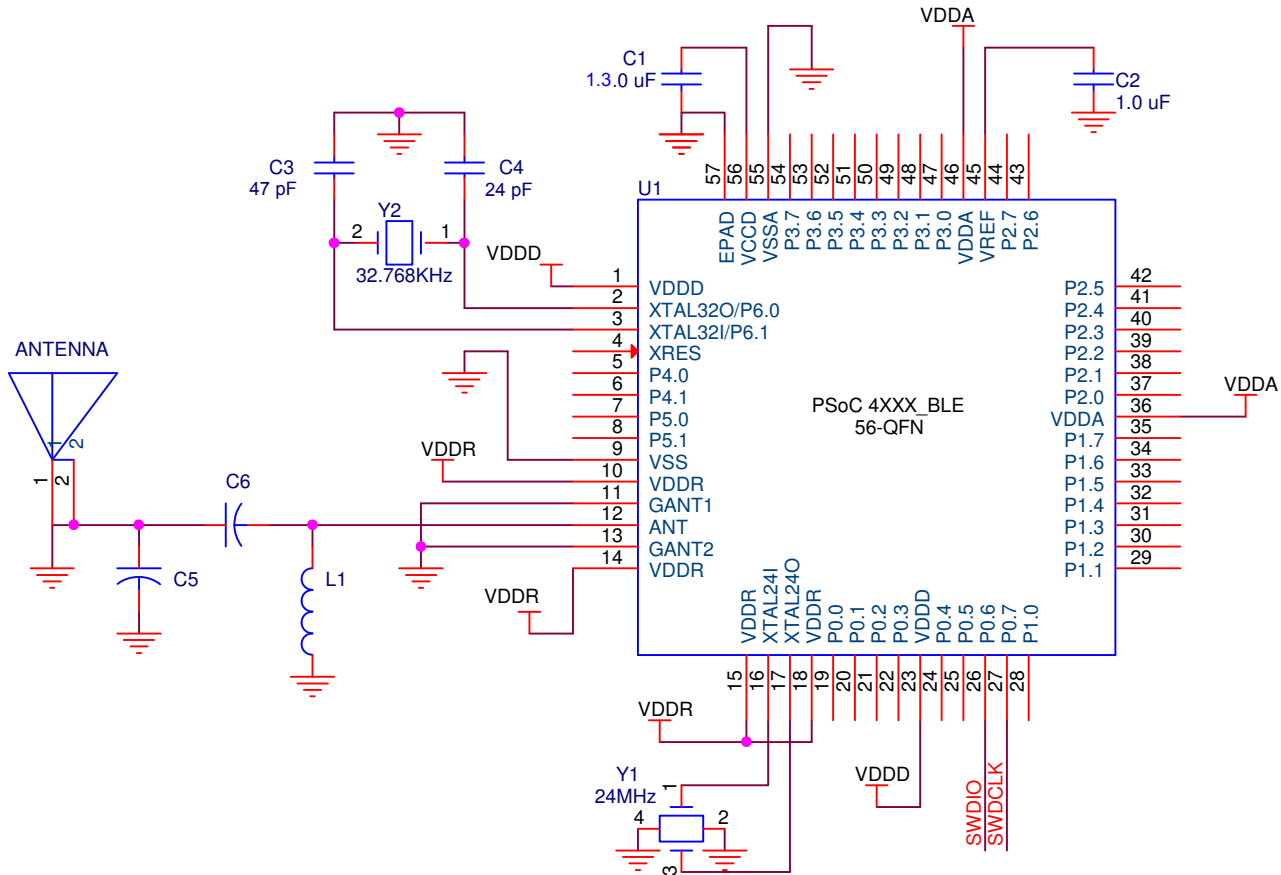 VDDA
C1
1.3.0 uF
C2
1.0 uF
C3
47 pF
C4
24 pF
Y2
2
1
32.768KHz
57
56
55
54
53
52
51
50
49
48
47
46
45
44
43
U1
EPAD
VCCD
VSSA
P3.7
P3.6
P3.5
P3.4
P3.3
P3.2
P3.1
P3.0
VDDA
VREF
P2.7
P2.6
VDDD
1
VDDD
2
XTAL32O/P6.0
3
XTAL32I/P6.1
4
XRES
5
P4.0
6
P4.1
7
P5.0
8
P5.1
9
VSS
VDDR
10
VDDR
11
GANT1
12
ANT
13
GANT2
14
VDDR
VDDR
PSoC 4XXX_BLE
56-QFN
42
P2.5
41
P2.4
40
P2.3
39
P2.2
38
P2.1
37
P2.0
36
VDDA
VDDA
35
P1.7
34
P1.6
33
P1.5
32
P1.4
31
P1.3
30
P1.2
29
P1.1
ANTENNA
1
2
1
2
C6
C5
L1
VDDR
XTAL24I
XTAL24O
VDDR
P0.0
P0.1
P0.2
P0.3
VDDD
P0.4
P0.5
P0.6
P0.7
P1.0
15
16
17
18
19
20
21
22
23
24
25
26
27
28
VDDR
VDDD
SWDIO
SWDCLK
Y1
24MHz
1
4
2
3